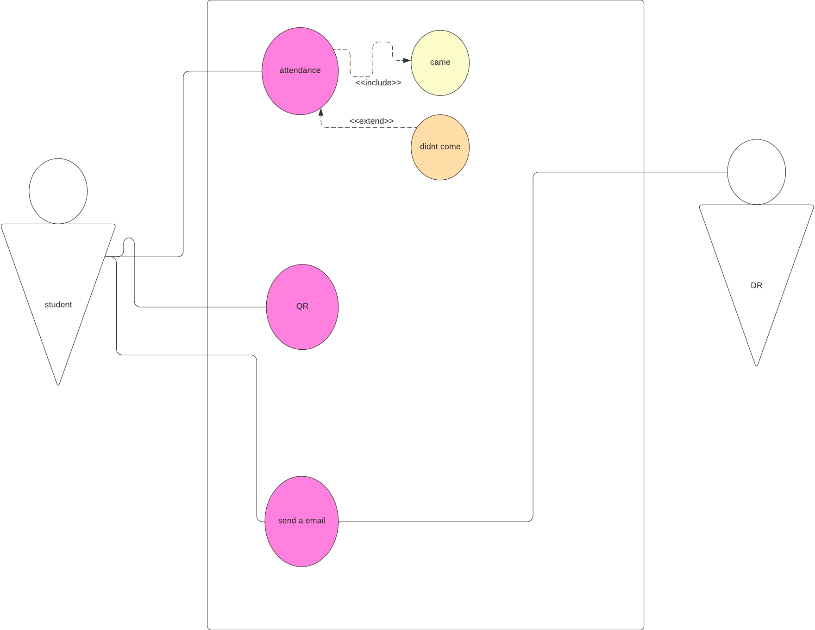 attendance
came
<<include>>
<<extend>>
didnt come
student
QR
DR
send a email